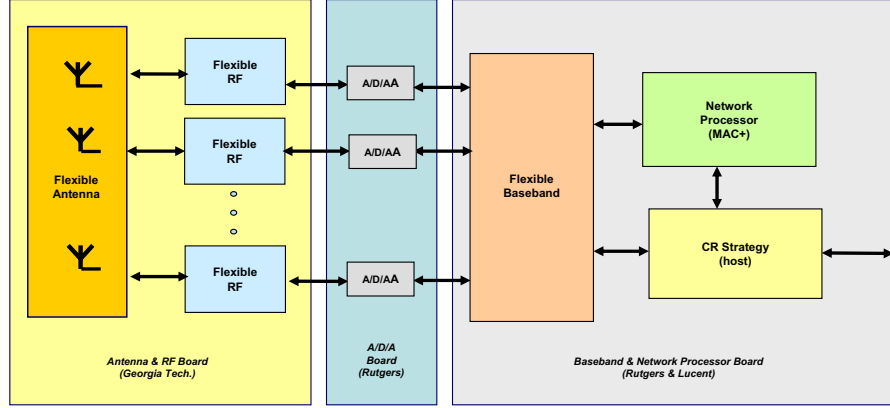 Flexible
RF
A/D/AA
Flexible
RF
A/D/AA
Flexible
RF
A/D/AA
Flexible
Antenna
Flexible
Baseband
Network
Processor
(MAC+)
CR Strategy
(host)
Antenna & RF Board
(Georgia Tech.)
A/D/A
Board
(Rutgers)
Baseband & Network Processor Board
(Rutgers & Lucent)